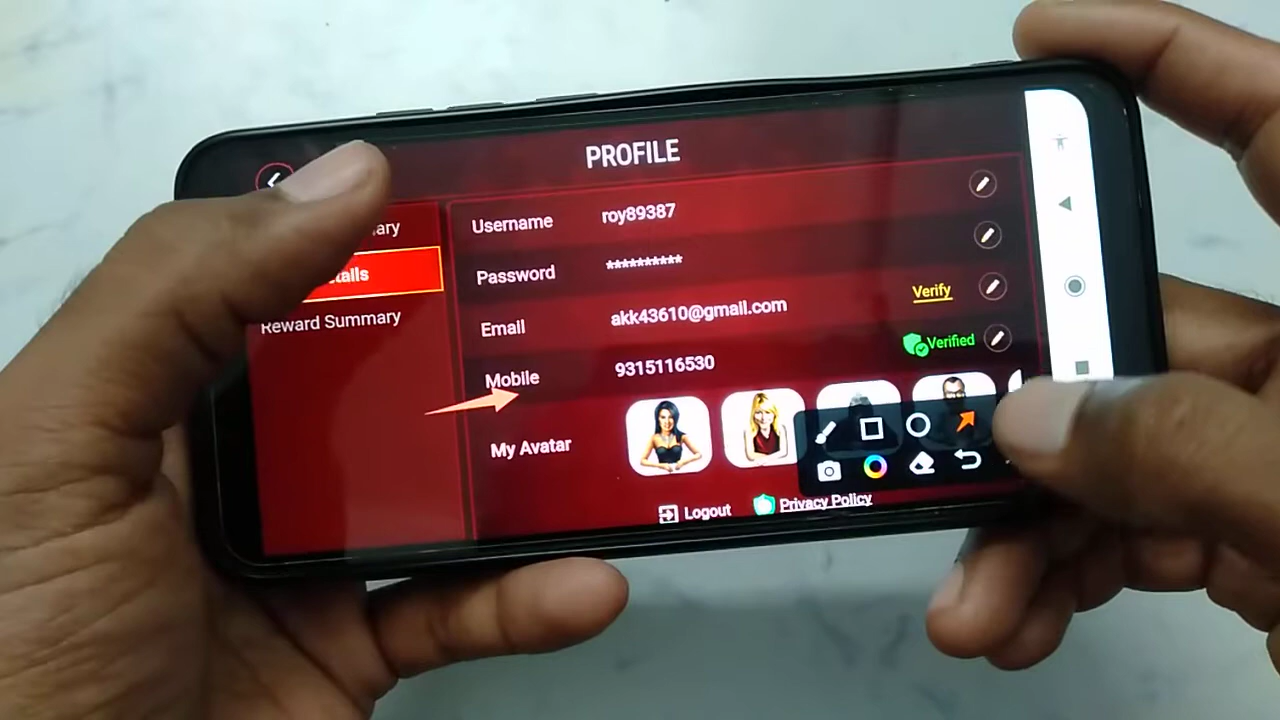 PROFILE
Username roy89387
Password **********
Email akk43610@gmail.com Verify
Mobile 9315116530 Verified
My Avatar
Reward Summary
Logout Privacy Policy